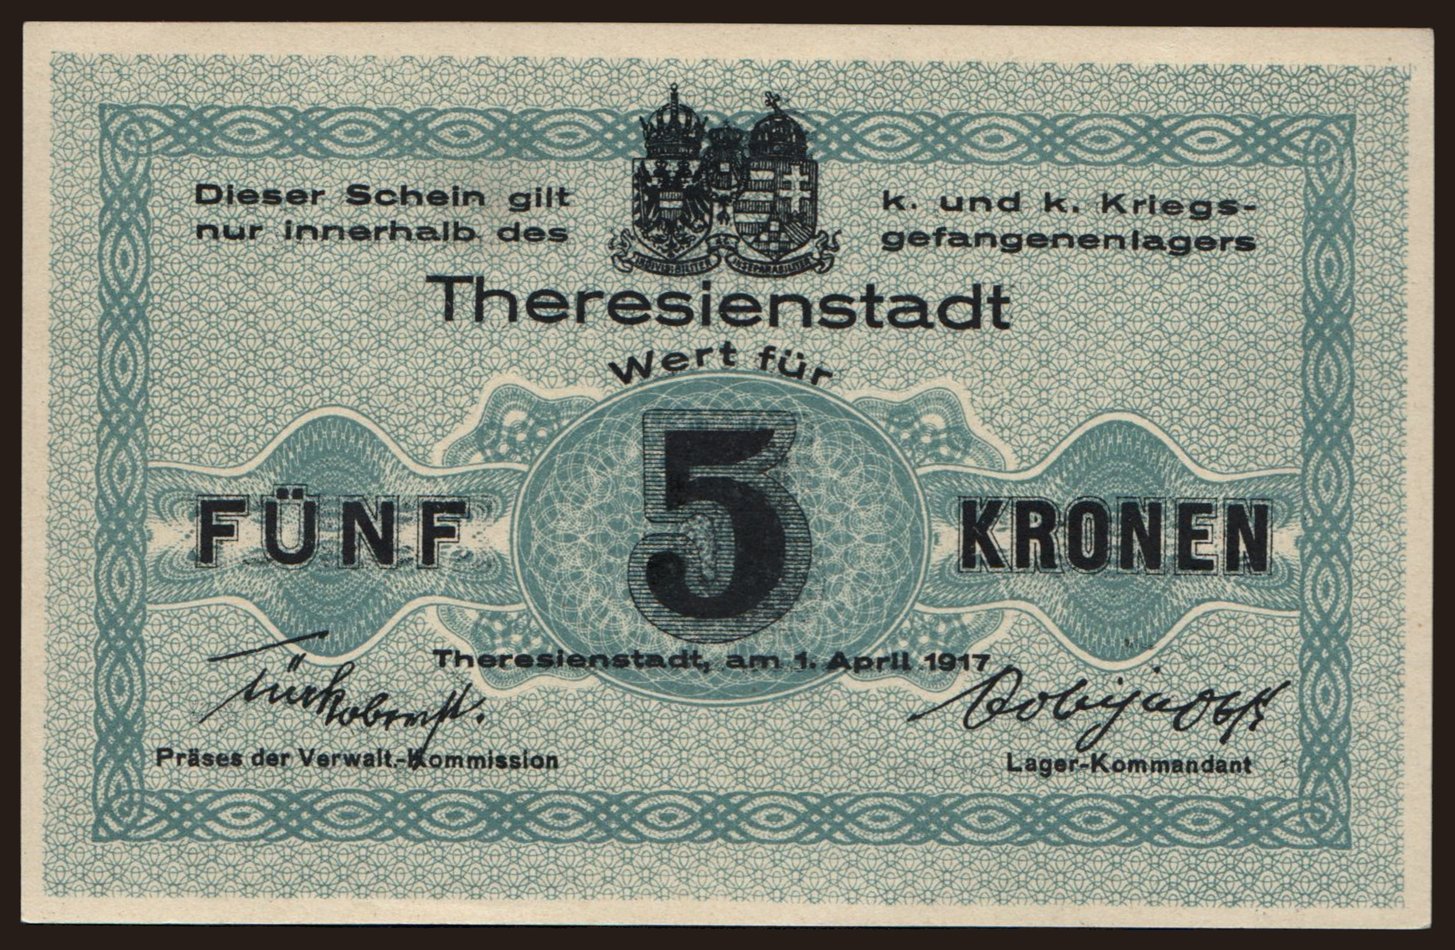 Dieser Schein gilt
nur innerhalb des
k. und k. Kriegs-
gefangenenlagers
Theresienstadt
Wert für
5
FÜNF KRONEN
Theresienstadt, am 1. April 1917
Präses der Verwalt.-Kommission
Lager-Kommandant